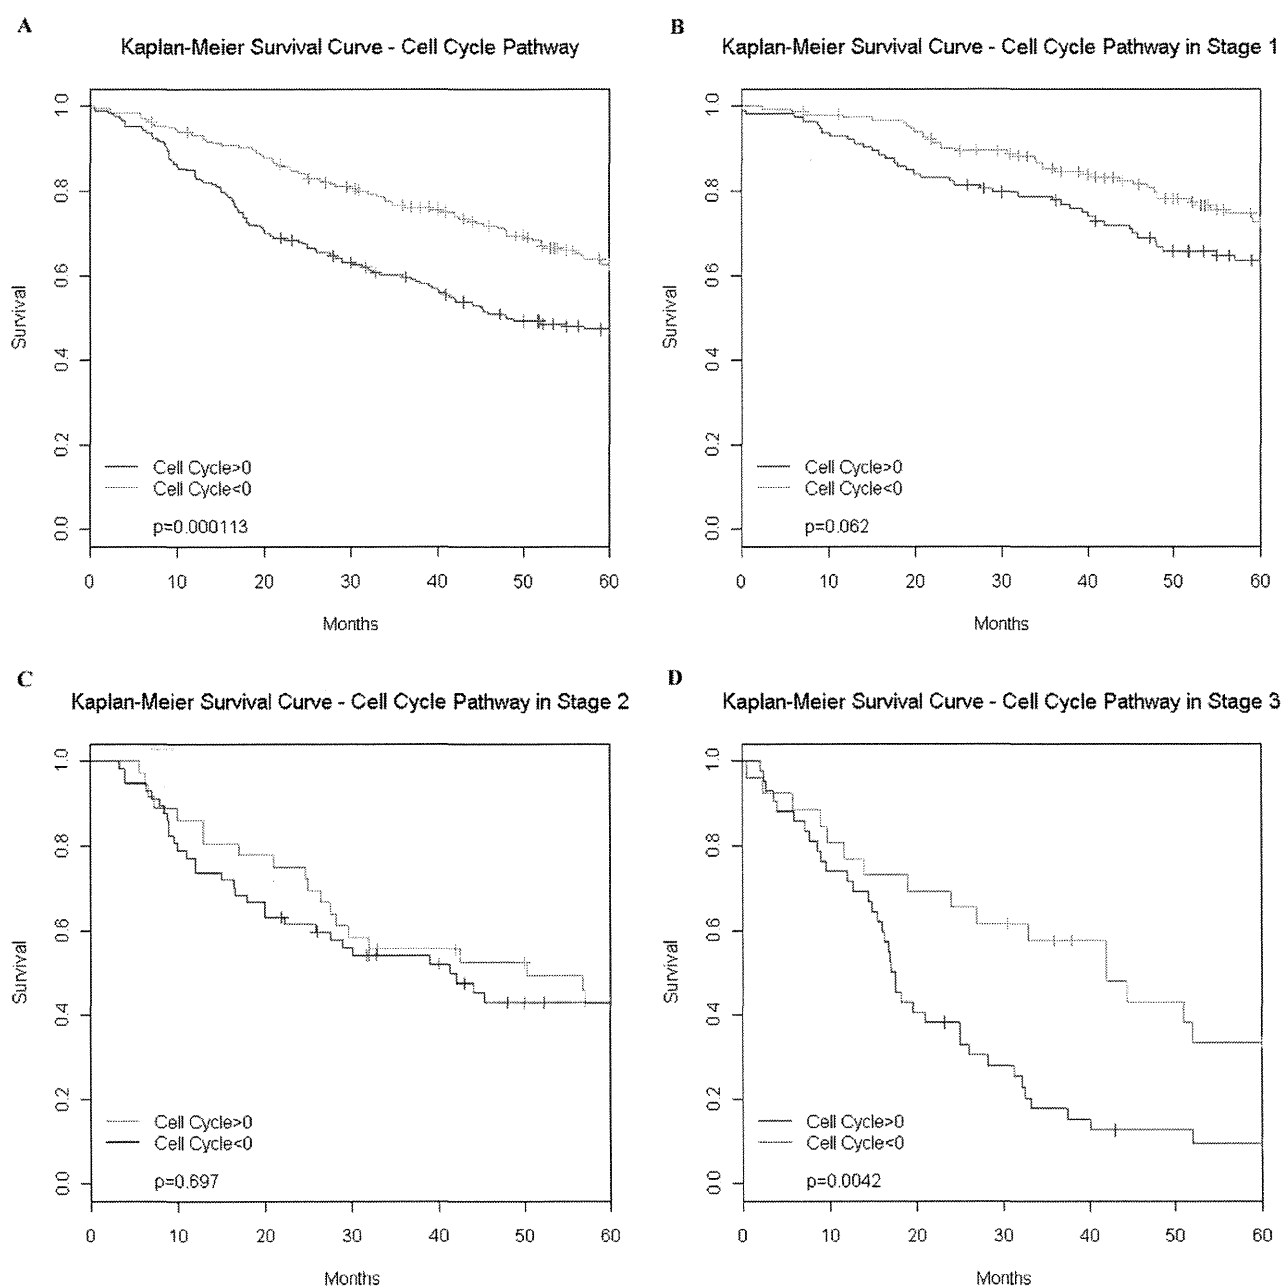 A
Kaplan-Meier Survival Curve - Cell Cycle Pathway
1.0
0.8
0.6
0.4
0.2
0.0
Survival
Cell Cycle>0
Cell Cycle<0
p=0.000113
0 10 20 30 40 50 60
Months
B
Kaplan-Meier Survival Curve - Cell Cycle Pathway in Stage 1
1.0
0.8
0.6
0.4
0.2
0.0
Survival
Cell Cycle>0
Cell Cycle<0
p=0.062
0 10 20 30 40 50 60
Months
C
Kaplan-Meier Survival Curve - Cell Cycle Pathway in Stage 2
1.0
0.8
0.6
0.4
0.2
0.0
Survival
Cell Cycle>0
Cell Cycle<0
p=0.697
0 10 20 30 40 50 60
Months
D
Kaplan-Meier Survival Curve - Cell Cycle Pathway in Stage 3
1.0
0.8
0.6
0.4
0.2
0.0
Survival
Cell Cycle>0
Cell Cycle<0
p=0.0042
0 10 20 30 40 50 60
Months